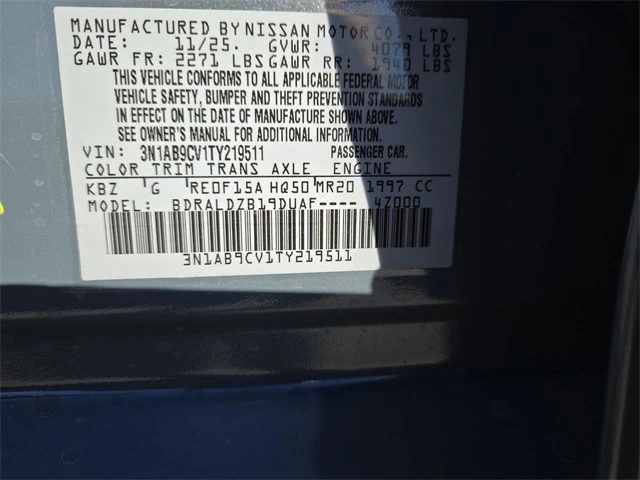 MANUFACTURED BY NISSAN MOTOR CO., LTD.
DATE: 11/25. GVWR: 4079 LBS
GAWR FR: 2271 LBS GAWR RR: 1940 LBS
THIS VEHICLE CONFORMS TO ALL APPLICABLE FEDERAL MOTOR
VEHICLE SAFETY, BUMPER AND THEFT PREVENTION STANDARDS
IN EFFECT ON THE DATE OF MANUFACTURE SHOWN ABOVE.
SEE OWNER'S MANUAL FOR ADDITIONAL INFORMATION.
VIN: 3N1AB9CV1TY219511 PASSENGER CAR.
COLOR TRIM TRANS AXLE ENGINE
KBZ G RE0F15A HQ50 MR20 1997 CC
MODEL: BDRALDZB19DUAF---- 4Z000
3N1AB9CV1TY219511